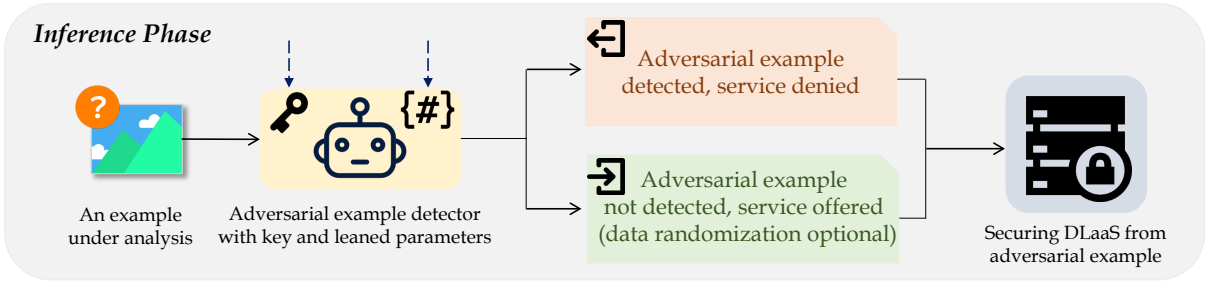 Inference Phase
?
{#}
An example
under analysis
Adversarial example detector
with key and leaned parameters
Adversarial example
detected, service denied
Adversarial example
not detected, service offered
(data randomization optional)
Securing DLaaS from
adversarial example